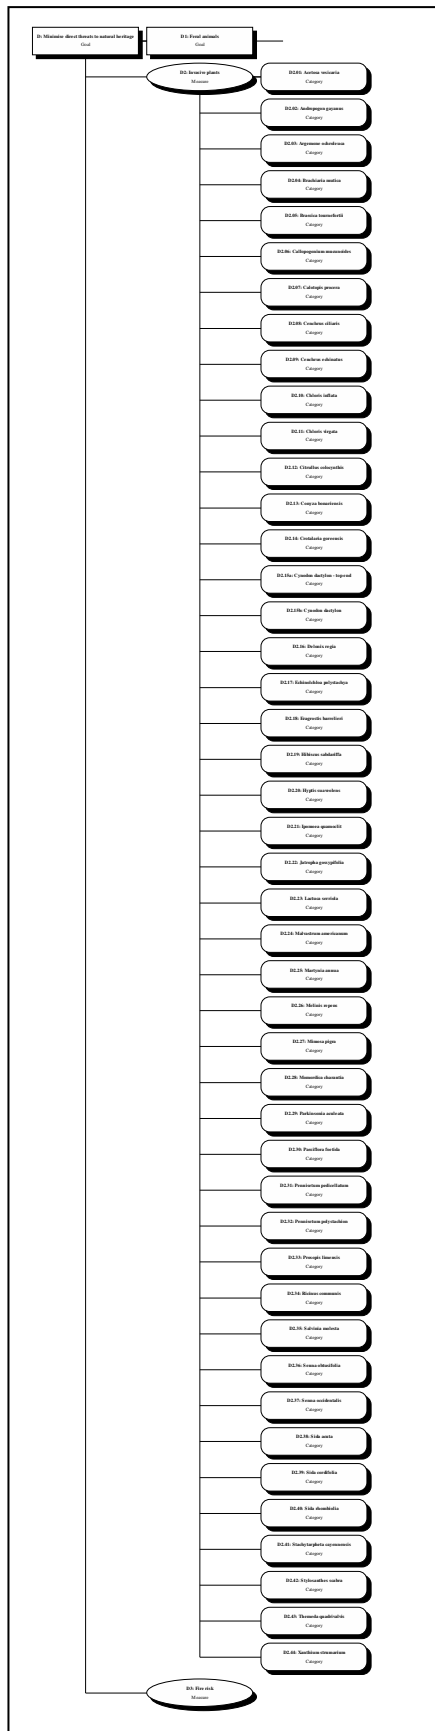 D: Minimise direct threats to natural heritage
Goal
D1: Feral animals
Goal
D2: Invasive plants
Measure
D2.01: Acetosa vesicaria
Category
D2.02: Andropogon gayanus
Category
D2.03: Argemone ochroleuca
Category
D2.04: Brachiaria mutica
Category
D2.05: Brassica tournefortii
Category
D2.06: Callopogonium mucunoides
Category
D2.07: Calotopis procera
Category
D2.08: Cenchrus ciliaris
Category
D2.09: Cenchrus echinatus
Category
D2.10: Chloris inflata
Category
D2.11: Chloris virgata
Category
D2.12: Citrullus colocynthis
Category
D2.13: Conyza bonariensis
Category
D2.14: Crotalaria goreensis
Category
D2.15a: Cynodon dactylon - top end
Category
D2.15b: Cynodon dactylon
Category
D2.16: Delonix regia
Category
D2.17: Echinolchloa polystachya
Category
D2.18: Eragrostis barrelieri
Category
D2.19: Hibiscus sabdariffa
Category
D2.20: Hyptis suaveolens
Category
D2.21: Ipomoea quamoclit
Category
D2.22: Jatropha gossypifolia
Category
D2.23: Lactuca serriola
Category
D2.24: Malvastrum americanum
Category
D2.25: Martynia annua
Category
D2.26: Melinis repens
Category
D2.27: Mimosa pigra
Category
D2.28: Momordica charantia
Category
D2.29: Parkinsonia aculeata
Category
D2.30: Passiflora foetida
Category
D2.31: Pennisetum pedicellatum
Category
D2.32: Pennisetum polystachion
Category
D2.33: Prosopis limensis
Category
D2.34: Ricinus communis
Category
D2.35: Salvinia molesta
Category
D2.36: Senna obtusifolia
Category
D2.37: Senna occidentalis
Category
D2.38: Sida acuta
Category
D2.39: Sida cordifolia
Category
D2.40: Sida rhombiolia
Category
D2.41: Stachytarpheta cayennensis
Category
D2.42: Stylosanthes scabra
Category
D2.43: Themeda quadrivalvis
Category
D2.44: Xanthium strumarium
Category
D3: Fire risk
Measure